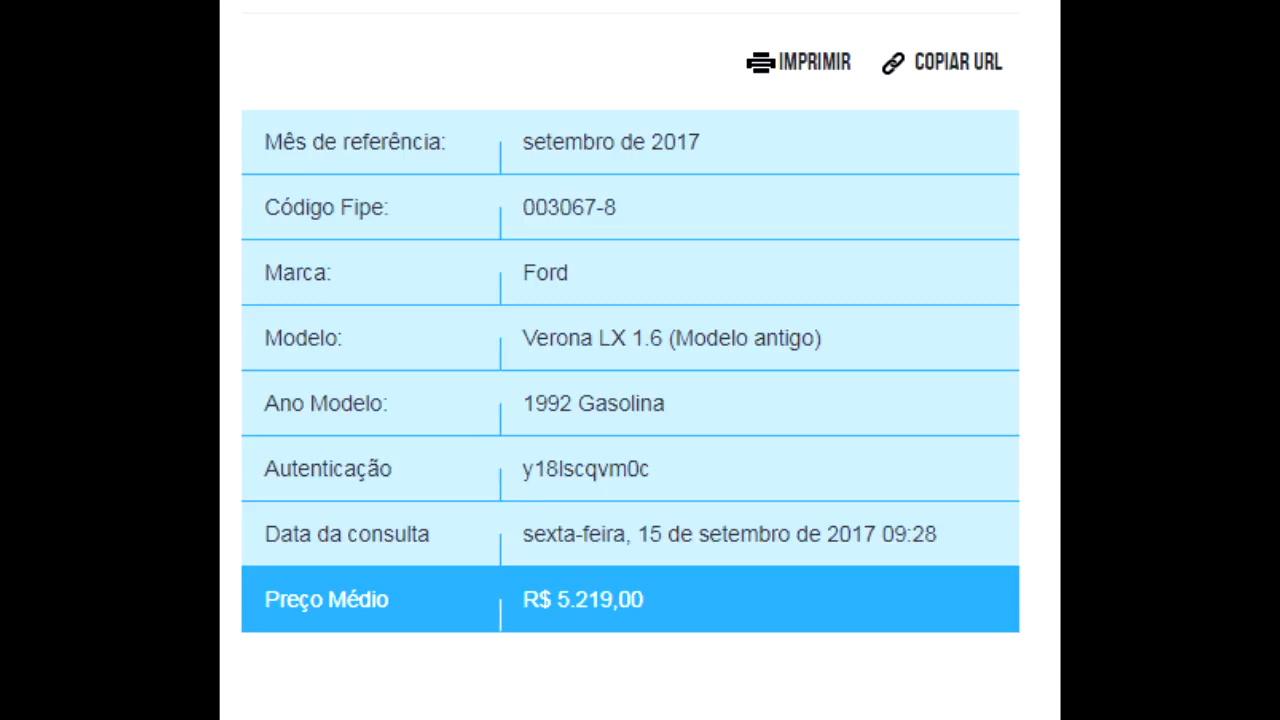 IMPRIMIR COPIAR URL
Mês de referência: setembro de 2017
Código Fipe: 003067-8
Marca: Ford
Modelo: Verona LX 1.6 (Modelo antigo)
Ano Modelo: 1992 Gasolina
Autenticação y18lscqvm0c
Data da consulta sexta-feira, 15 de setembro de 2017 09:28
Preço Médio R$ 5.219,00